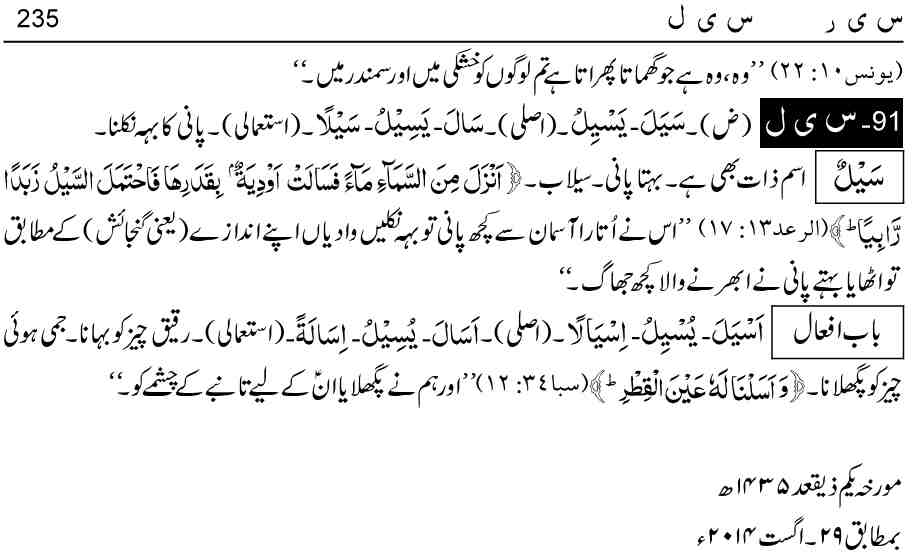 س ی ر   س ی ل   235
(یونس ۱۰: ۲۲) ’’وہ، وہ ہے جو گھماتا پھراتا ہے تم لوگوں کو خشکی میں اور سمندر میں۔‘‘
91- س ی ل (ض)۔ سَیَلَ۔ یَسْیِلُ۔ (اصلی)۔ سَالَ۔ یَسِیْلُ۔ سَیْلًا۔ (استعمالی)۔ پانی کا بہہ نکلنا۔
سَیْلٌ اسم ذات بھی ہے۔ بہتا پانی۔ سیلاب۔ ﴿اَنْزَلَ مِنَ السَّمَآءِ مَآءً فَسَالَتْ اَوْدِیَةٌۢ بِقَدَرِهَا فَاحْتَمَلَ السَّیْلُ زَبَدًا
رَّابِیًا ؕ﴾ (الرعد ۱۳: ۱۷) ’’اس نے اُتارا آسمان سے کچھ پانی تو بہہ نکلیں وادیاں اپنے اندازے (یعنی گنجائش) کے مطابق
تو اٹھایا بہتے پانی نے ابھرنے والا کچھ جھاگ۔‘‘
باب افعال اَسْیَلَ۔ یُسْیِلُ۔ اِسْیَالًا۔ (اصلی)۔ اَسَالَ۔ یُسِیْلُ۔ اِسَالَةً۔ (استعمالی)۔ رقیق چیز کو بہانا۔ جمی ہوئی
چیز کو پگھلانا۔ ﴿وَ اَسَلْنَا لَهٗ عَیْنَ الْقِطْرِ ؕ﴾ (سبا ۳۴: ۱۲) ’’اور ہم نے پگھلایا انؑ کے لیے تانبے کے چشمے کو۔‘‘
مورخہ یکم ذیقعد ۱۴۳۵ھ
بمطابق ۲۹۔ اگست ۲۰۱۴ء